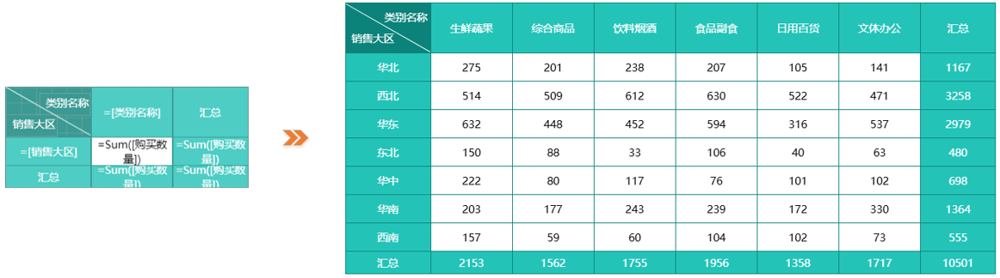 类别名称
销售大区
=[类别名称]
汇总
=[销售大区]
=Sum([购买数
量])
=Sum([购买数
量])
汇总
=Sum([购买数
量])
=Sum([购买数
量])
类别名称
销售大区
生鲜蔬果 综合商品 饮料烟酒 食品副食 日用百货 文体办公 汇总
华北 275 201 238 207 105 141 1167
西北 514 509 612 630 522 471 3258
华东 632 448 452 594 316 537 2979
东北 150 88 33 106 40 63 480
华中 222 80 117 76 101 102 698
华南 203 177 243 239 172 330 1364
西南 157 59 60 104 102 73 555
汇总 2153 1562 1755 1956 1358 1717 10501